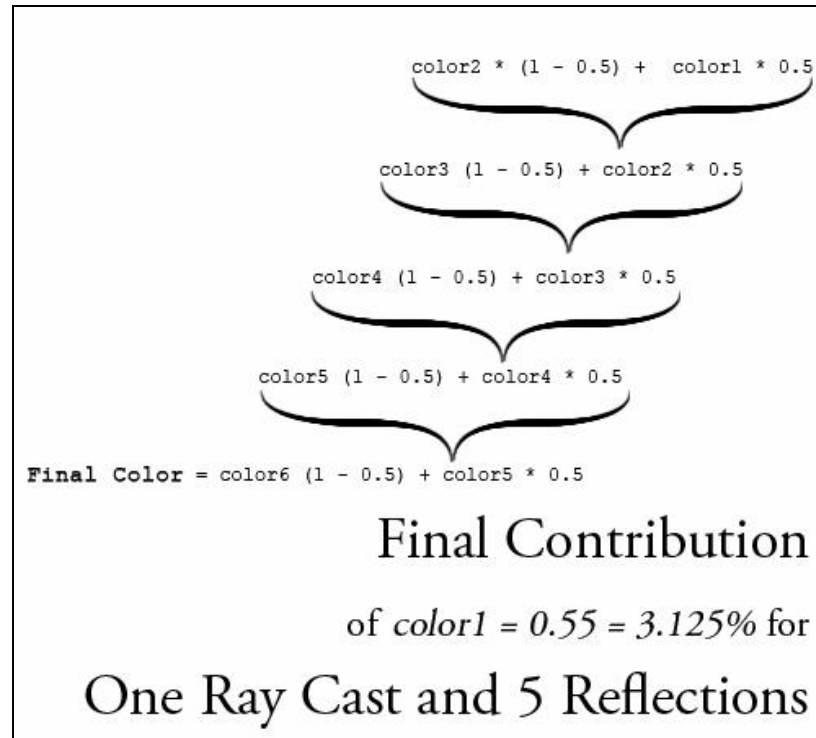 color2 * (1 - 0.5) + color1 * 0.5
color3 (1 - 0.5) + color2 * 0.5
color4 (1 - 0.5) + color3 * 0.5
color5 (1 - 0.5) + color4 * 0.5
Final Color = color6 (1 - 0.5) + color5 * 0.5
Final Contribution
of color1 = 0.55 = 3.125% for
One Ray Cast and 5 Reflections